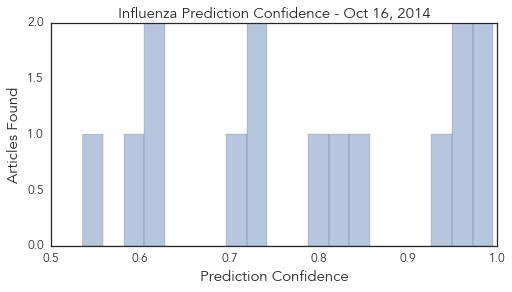 Influenza Prediction Confidence - Oct 16, 2014
2.0
1.5
1.0
0.5
0.0
Articles Found
0.5 0.6 0.7 0.8 0.9 1.0
Prediction Confidence